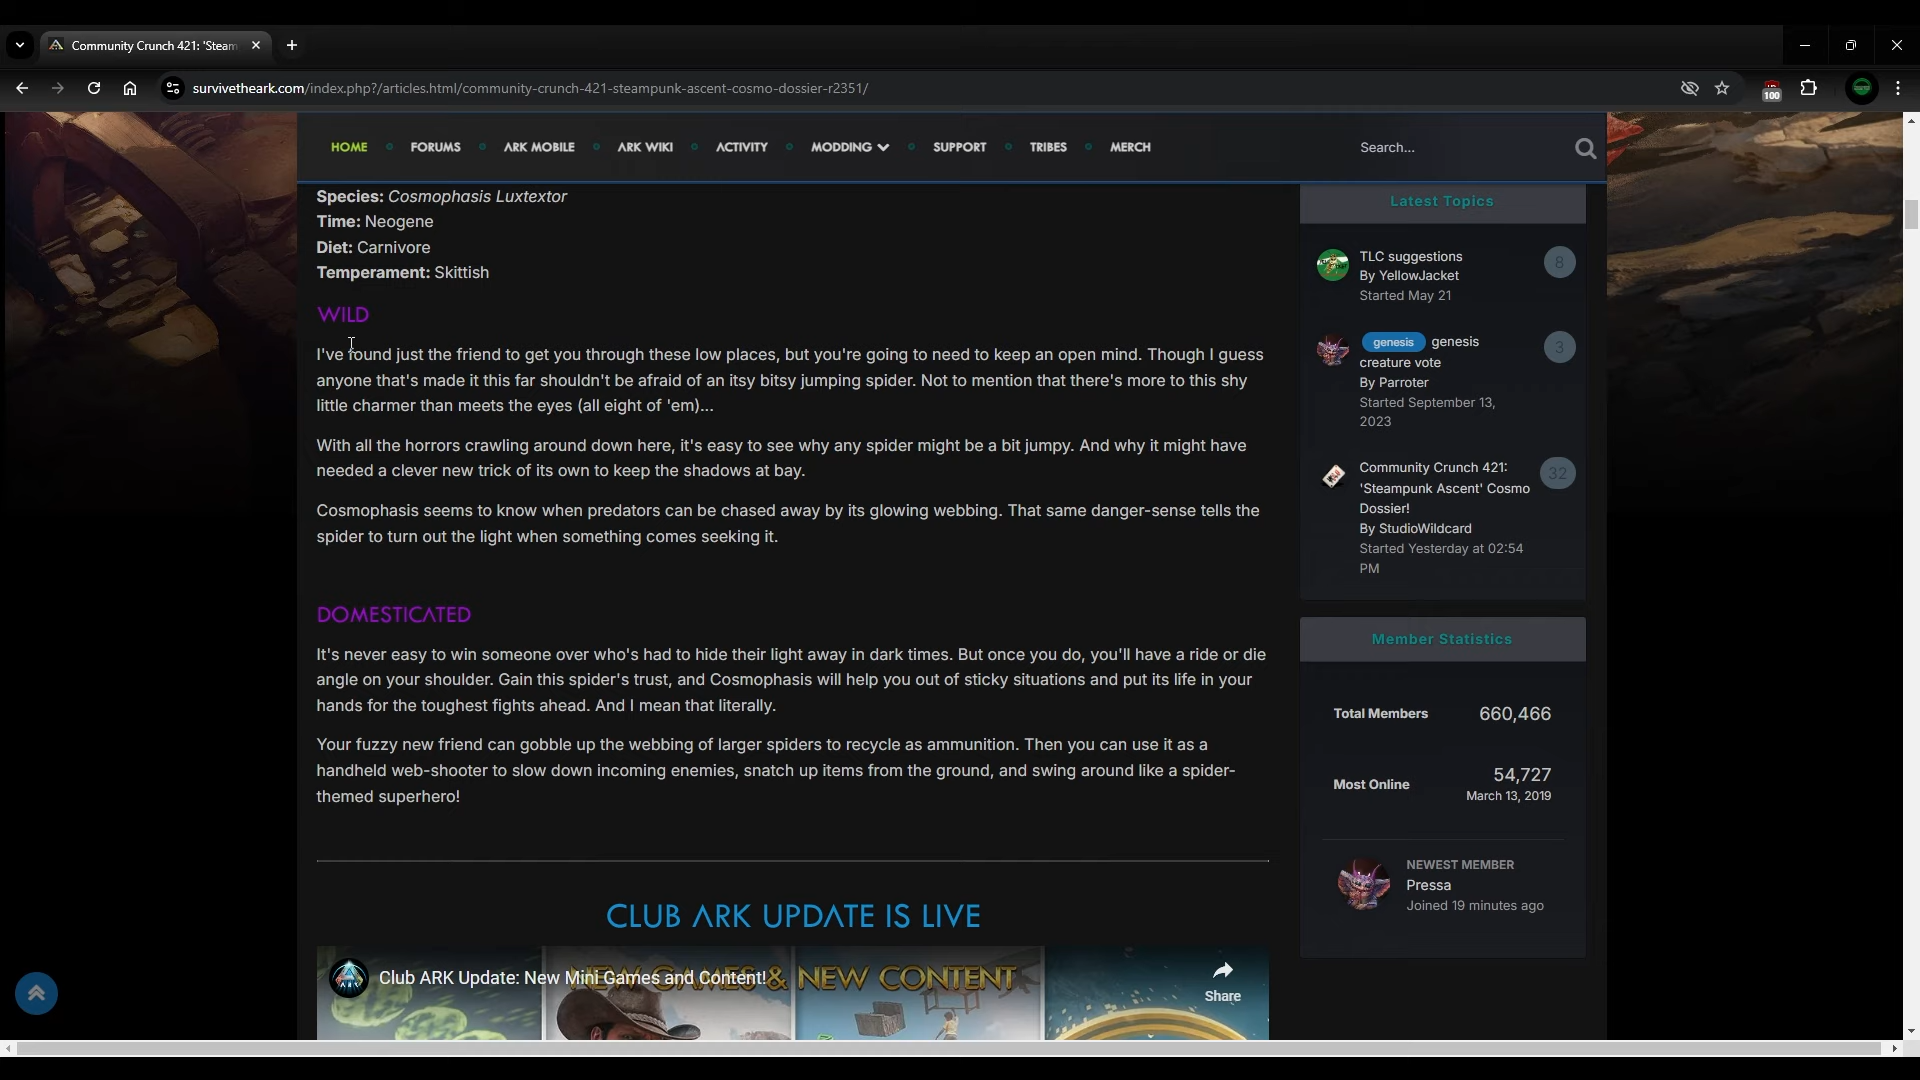 Community Crunch 421: 'Steam
survivetheark.com/index.php?/articles.html/community-crunch-421-steampunk-ascent-cosmo-dossier-r2351/
100
HOME
FORUMS
ARK MOBILE
ARK WIKI
ACTIVITY
MODDING
SUPPORT
TRIBES
MERCH
Search...
Species: Cosmophasis Luxtextor
Time: Neogene
Diet: Carnivore
Temperament: Skittish
WILD
I've found just the friend to get you through these low places, but you're going to need to keep an open mind. Though I guess
anyone that's made it this far shouldn't be afraid of an itsy bitsy jumping spider. Not to mention that there's more to this shy
little charmer than meets the eyes (all eight of 'em)...
With all the horrors crawling around down here, it's easy to see why any spider might be a bit jumpy. And why it might have
needed a clever new trick of its own to keep the shadows at bay.
Cosmophasis seems to know when predators can be chased away by its glowing webbing. That same danger-sense tells the
spider to turn out the light when something comes seeking it.
DOMESTICATED
It's never easy to win someone over who's had to hide their light away in dark times. But once you do, you'll have a ride or die
angle on your shoulder. Gain this spider's trust, and Cosmophasis will help you out of sticky situations and put its life in your
hands for the toughest fights ahead. And I mean that literally.
Your fuzzy new friend can gobble up the webbing of larger spiders to recycle as ammunition. Then you can use it as a
handheld web-shooter to slow down incoming enemies, snatch up items from the ground, and swing around like a spider-
themed superhero!
CLUB ARK UPDATE IS LIVE
Club ARK Update: New Mini Games and Content!
NEW GAMES & NEW CONTENT
Share
Latest Topics
TLC suggestions
8
By YellowJacket
Started May 21
genesis genesis
3
creature vote
By Parroter
Started September 13,
2023
Community Crunch 421:
32
'Steampunk Ascent' Cosmo
Dossier!
By StudioWildcard
Started Yesterday at 02:54
PM
Member Statistics
Total Members 660,466
Most Online 54,727
March 13, 2019
NEWEST MEMBER
Pressa
Joined 19 minutes ago